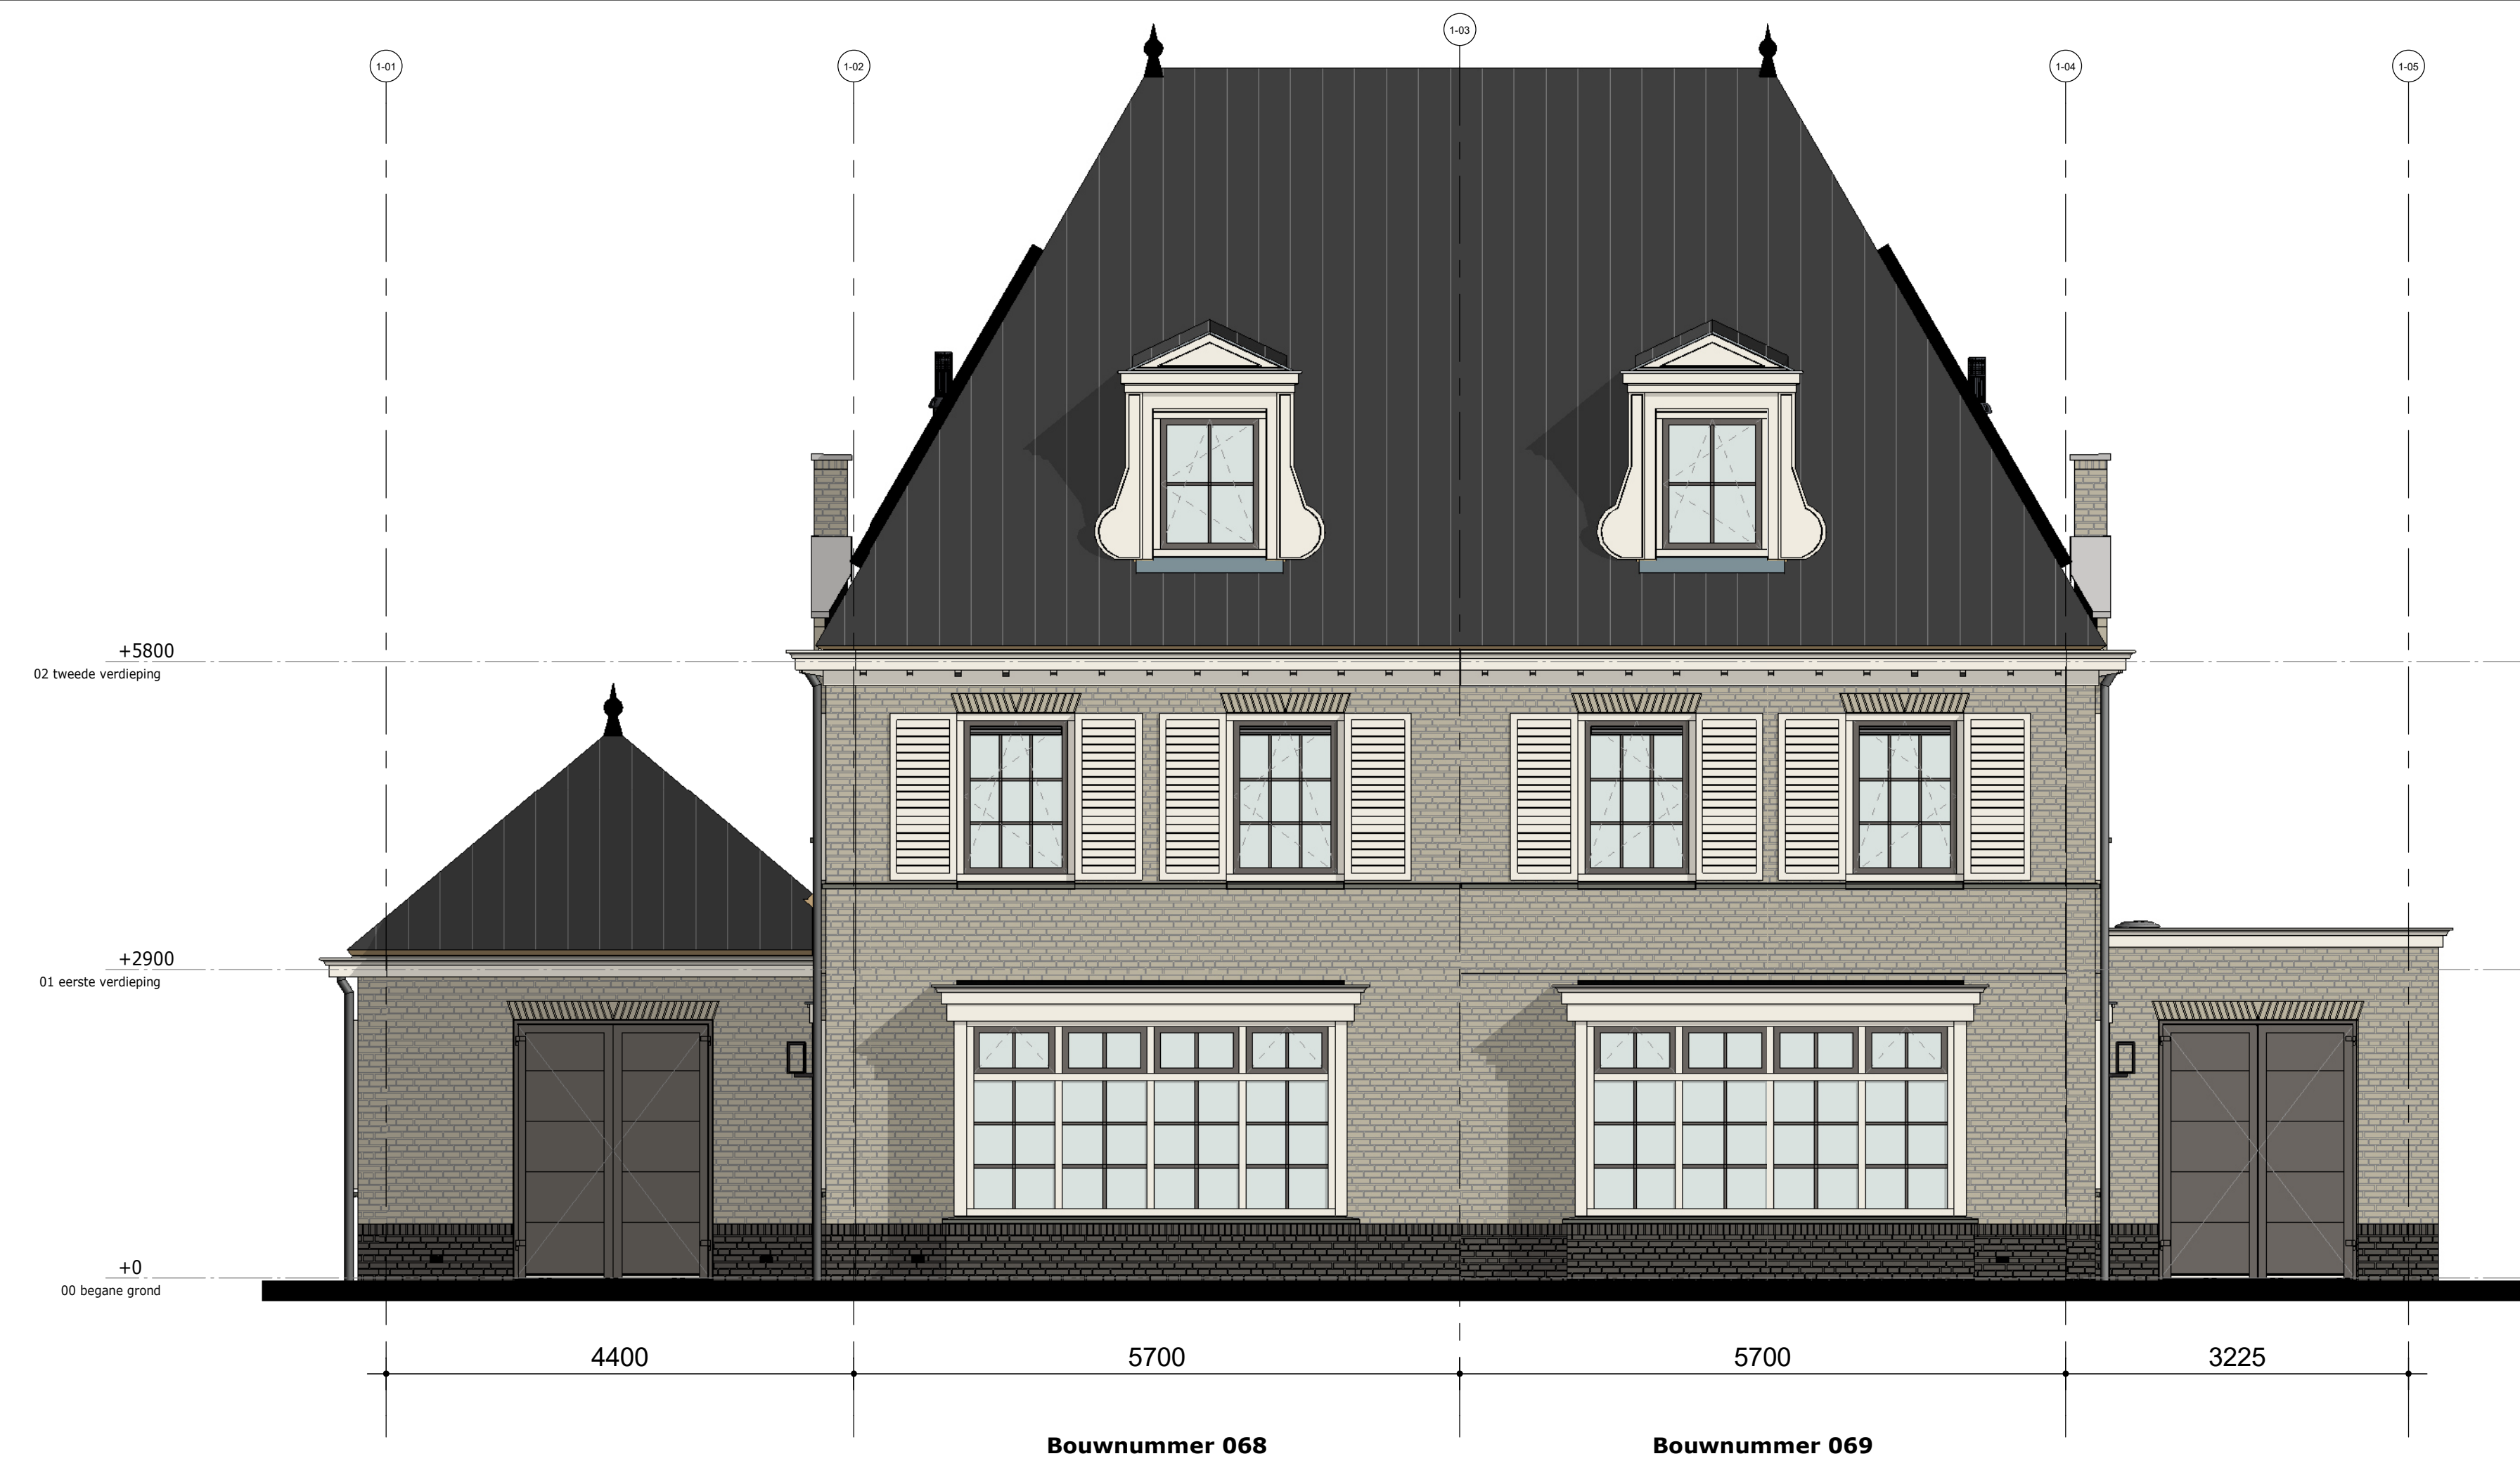 1-01
1-02
1-03
1-04
1-05
+5800
02 tweede verdieping
+2900
01 eerste verdieping
+0
00 begane grond
4400
5700
5700
3225
Bouwnummer 068
Bouwnummer 069